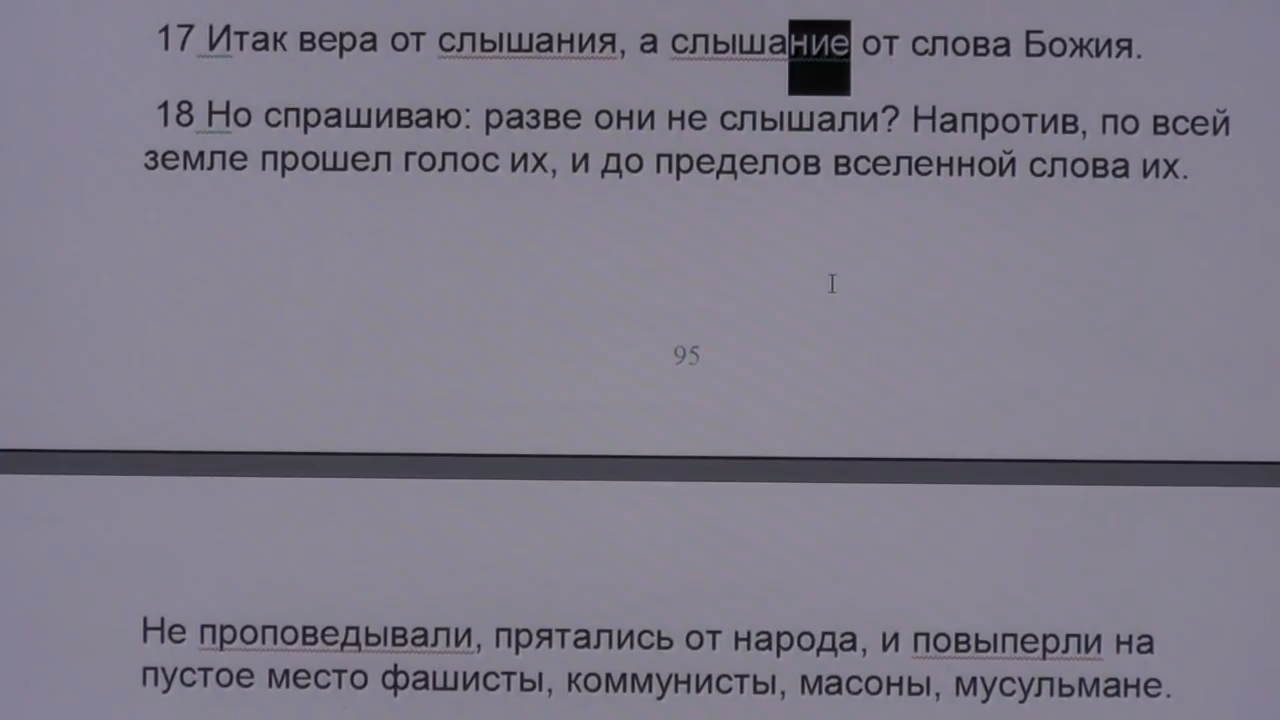 17 Итак вера от слышания, а слышание от слова Божия.
18 Но спрашиваю: разве они не слышали? Напротив, по всей
земле прошел голос их, и до пределов вселенной слова их.
95
Не проповедывали, прятались от народа, и повыперли на
пустое место фашисты, коммунисты, масоны, мусульмане.